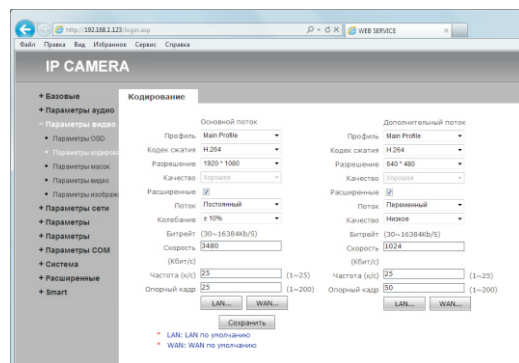 http://192.168.1.123/login.asp
WEB SERVICE
Файл Правка Вид Избранное Сервис Справка
IP CAMERA
+ Базовые
+ Параметры аудио
− Параметры видео
• Параметры OSD
• Параметры кодирова
• Параметры масок
• Параметры видео
• Параметры изображ
+ Параметры сети
+ Параметры
+ Параметры
+ Параметры COM
+ Система
+ Расширенные
+ Smart
Кодирование
Основной поток
Профиль Main Profile
Кодек сжатия H.264
Разрешение 1920 * 1080
Качество Хорошее
Расширенные
Поток Постоянный
Колебание ± 10%
Битрейт (30~16384Kb/S)
Скорость 3480
(Кбит/с)
Частота (к/с) 25 (1~25)
Опорный кадр 25 (1~200)
LAN... WAN...
Дополнительный поток
Профиль Main Profile
Кодек сжатия H.264
Разрешение 640 * 480
Качество Хорошее
Расширенные
Поток Переменный
Качество Низкое
Битрейт (30~16384Kb/S)
Скорость 1024
(Кбит/с)
Частота (к/с) 25 (1~25)
Опорный кадр 50 (1~200)
LAN... WAN...
Сохранить
* LAN: LAN по умолчанию
* WAN: WAN по умолчанию